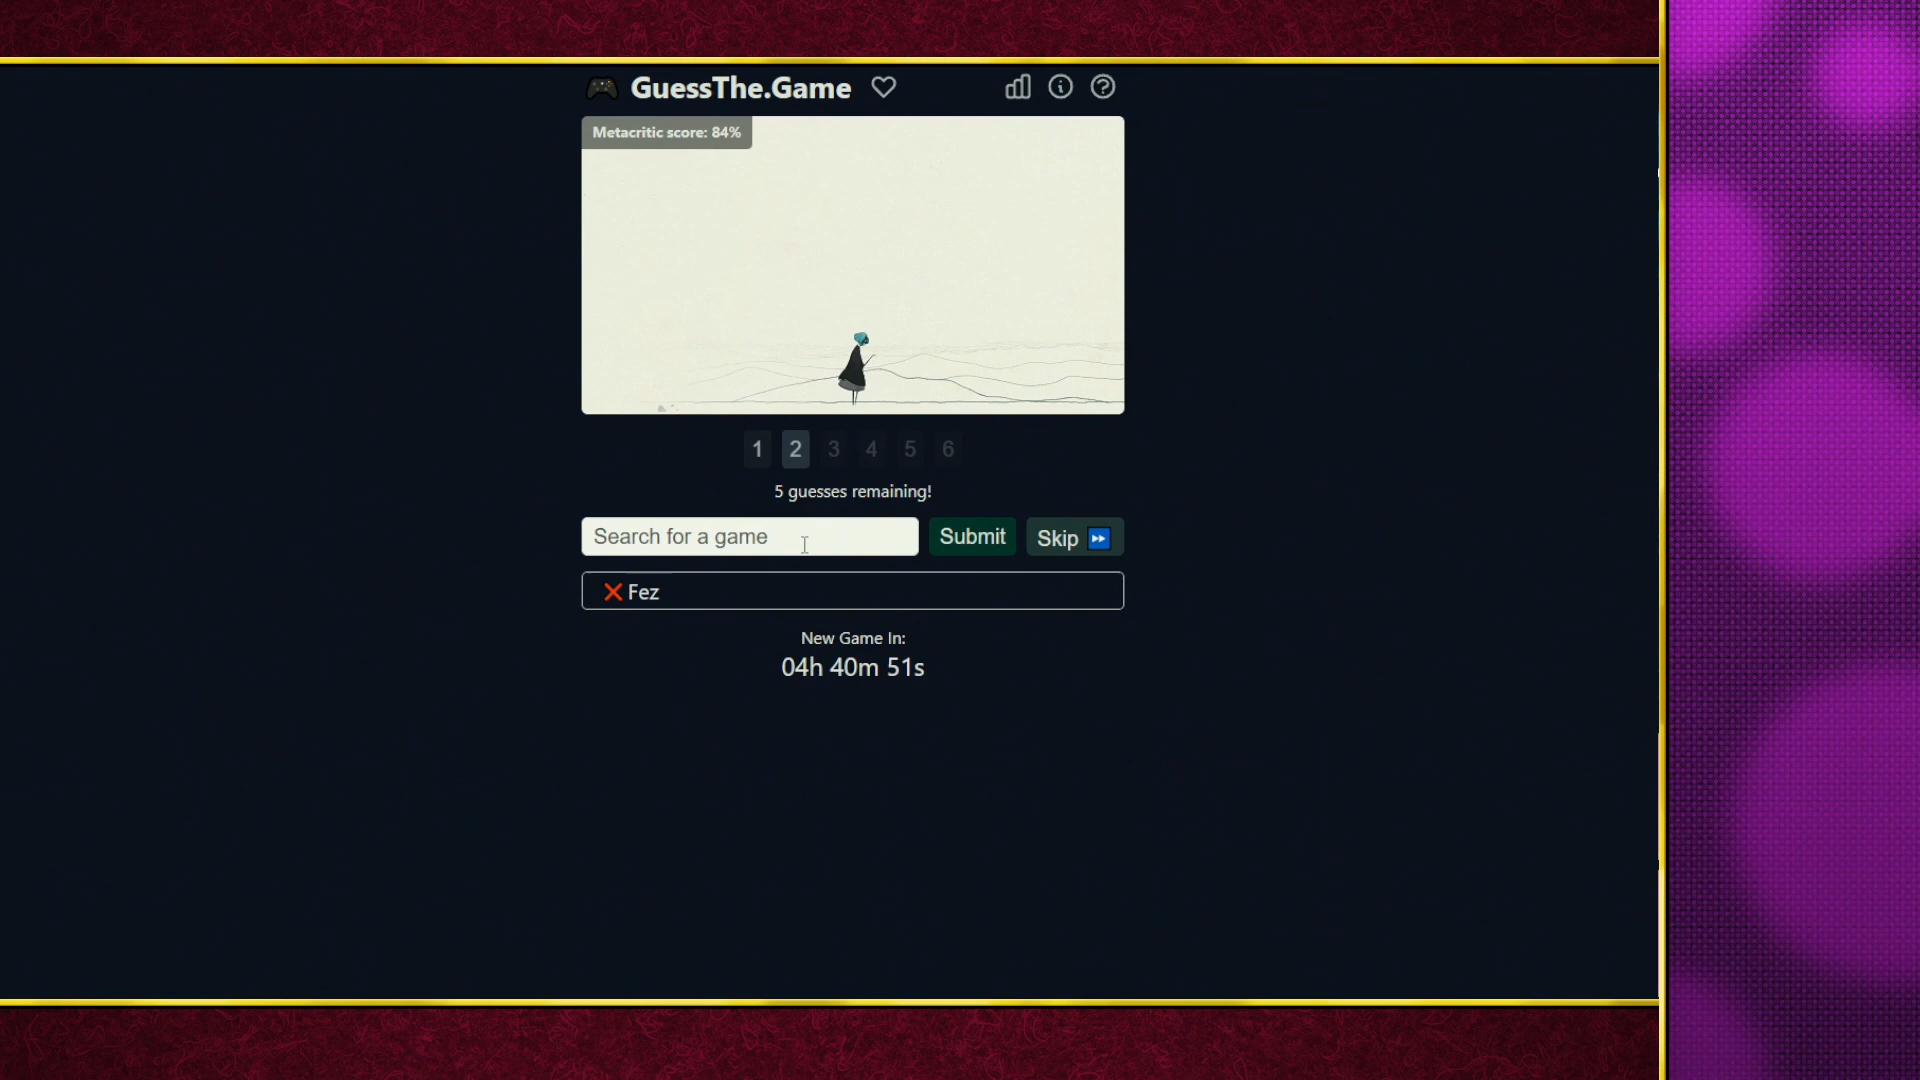 GuessThe.Game
Metacritic score: 84%
1 2 3 4 5 6
5 guesses remaining!
Search for a game
Submit
Skip
Fez
New Game In:
04h 40m 51s